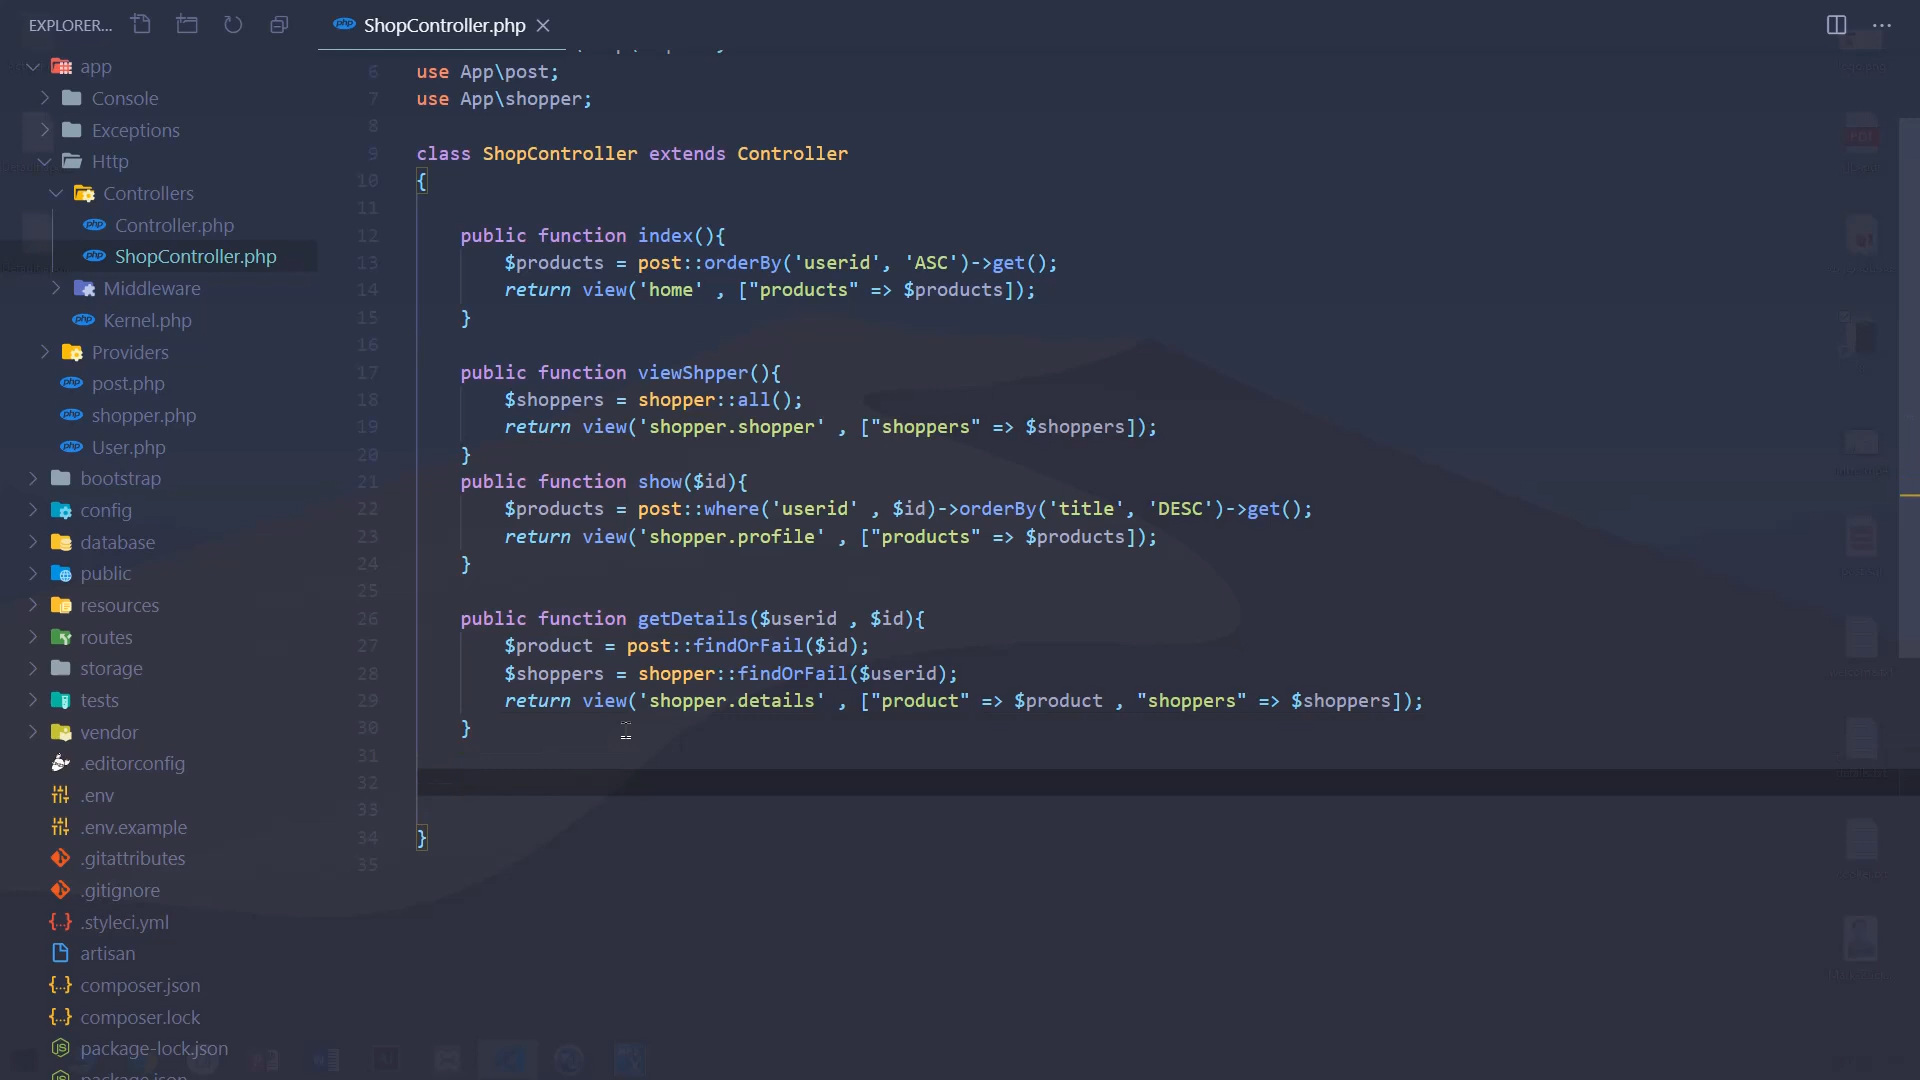 EXPLORER...
ShopController.php
app
Console
Exceptions
Http
Controllers
Controller.php
ShopController.php
Middleware
Kernel.php
Providers
post.php
shopper.php
User.php
bootstrap
config
database
public
resources
routes
storage
tests
vendor
.editorconfig
.env
.env.example
.gitattributes
.gitignore
.styleci.yml
artisan
composer.json
composer.lock
package-lock.json
package.json
6 use App\post;
7 use App\shopper;
8
9 class ShopController extends Controller
10 {
11
12 public function index(){
13 $products = post::orderBy('userid', 'ASC')->get();
14 return view('home' , ["products" => $products]);
15 }
16
17 public function viewShpper(){
18 $shoppers = shopper::all();
19 return view('shopper.shopper' , ["shoppers" => $shoppers]);
20 }
21 public function show($id){
22 $products = post::where('userid' , $id)->orderBy('title', 'DESC')->get();
23 return view('shopper.profile' , ["products" => $products]);
24 }
25
26 public function getDetails($userid , $id){
27 $product = post::findOrFail($id);
28 $shoppers = shopper::findOrFail($userid);
29 return view('shopper.details' , ["product" => $product , "shoppers" => $shoppers]);
30 }
31
32
33
34 }
35